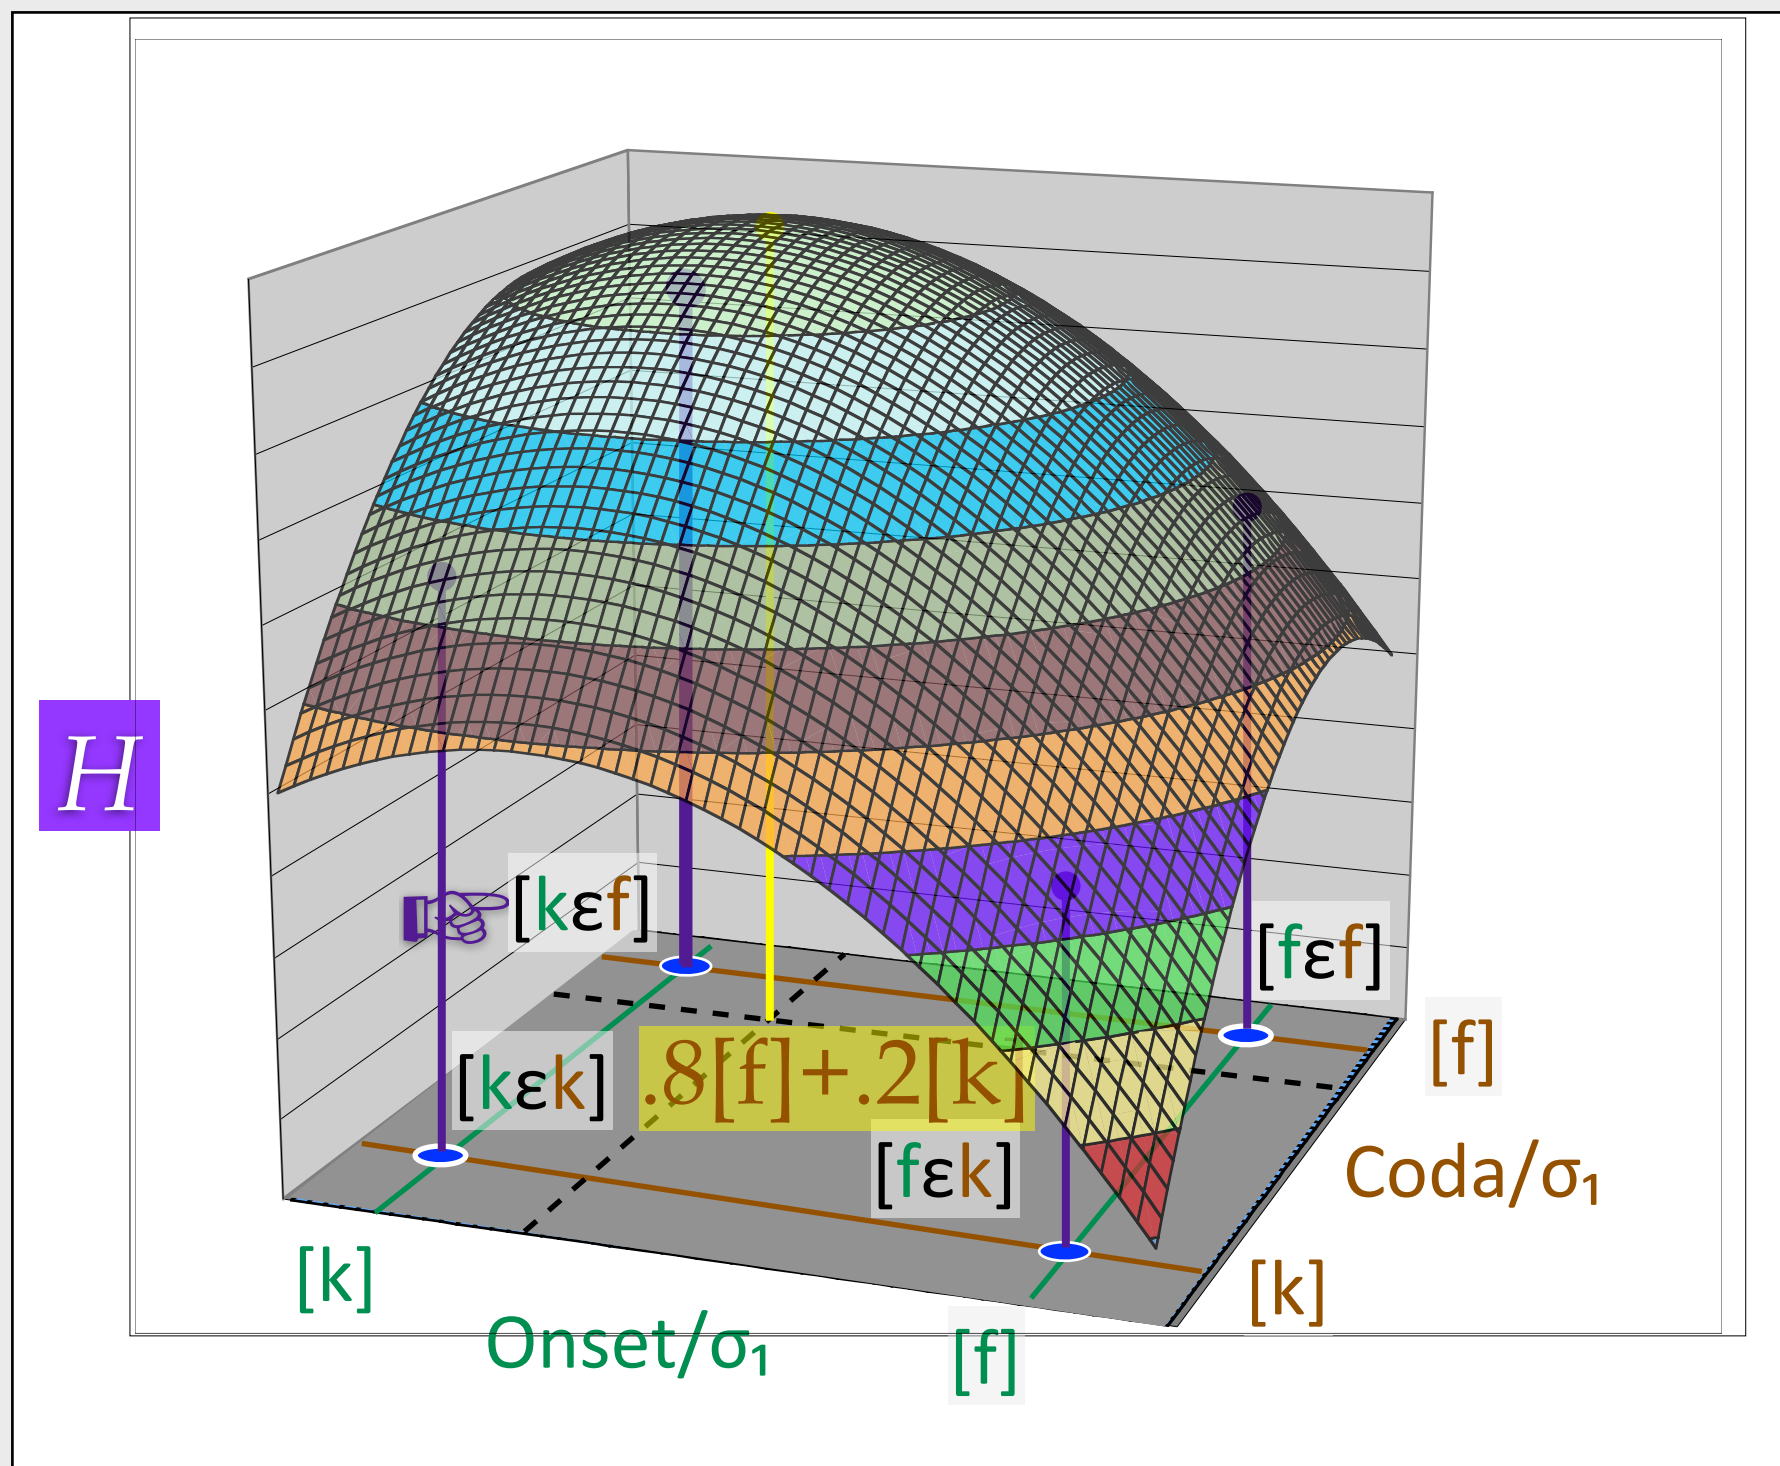 H
[kɛf]
[fɛf]
[kɛk]
.8[f]+.2[k]
[f]
[fɛk]
Coda/σ₁
[k]
[k]
Onset/σ₁
[f]